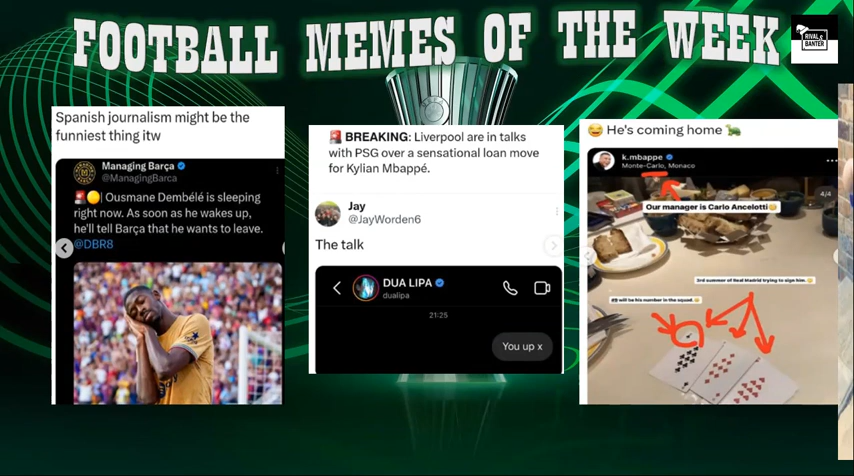 FOOTBALL MEMES OF THE WEEK
RIVAL
BANTER
Spanish journalism might be the
funniest thing itw
Managing Barça
@ManagingBarca
Ousmane Dembélé is sleeping
right now. As soon as he wakes up,
he'll tell Barça that he wants to leave.
@DBR8
BREAKING: Liverpool are in talks
with PSG over a sensational loan move
for Kylian Mbappé.
Jay
@JayWorden6
The talk
DUA LIPA
dualipa
21:25
You up x
😂 He's coming home 🐢
k.mbappe
Monte-Carlo, Monaco
4/4
Our manager is Carlo Ancelotti
3rd summer of Real Madrid trying to sign him.
#9 will be his number in the squad.